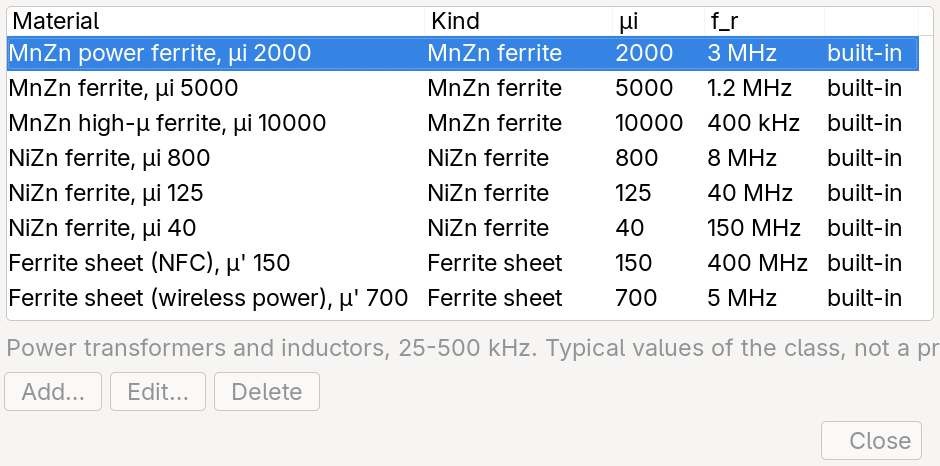 Material Kind μi f_r
MnZn power ferrite, μi 2000 MnZn ferrite 2000 3 MHz built-in
MnZn ferrite, μi 5000 MnZn ferrite 5000 1.2 MHz built-in
MnZn high-μ ferrite, μi 10000 MnZn ferrite 10000 400 kHz built-in
NiZn ferrite, μi 800 NiZn ferrite 800 8 MHz built-in
NiZn ferrite, μi 125 NiZn ferrite 125 40 MHz built-in
NiZn ferrite, μi 40 NiZn ferrite 40 150 MHz built-in
Ferrite sheet (NFC), μ' 150 Ferrite sheet 150 400 MHz built-in
Ferrite sheet (wireless power), μ' 700 Ferrite sheet 700 5 MHz built-in
Power transformers and inductors, 25-500 kHz. Typical values of the class, not a
Add... Edit... Delete
Close